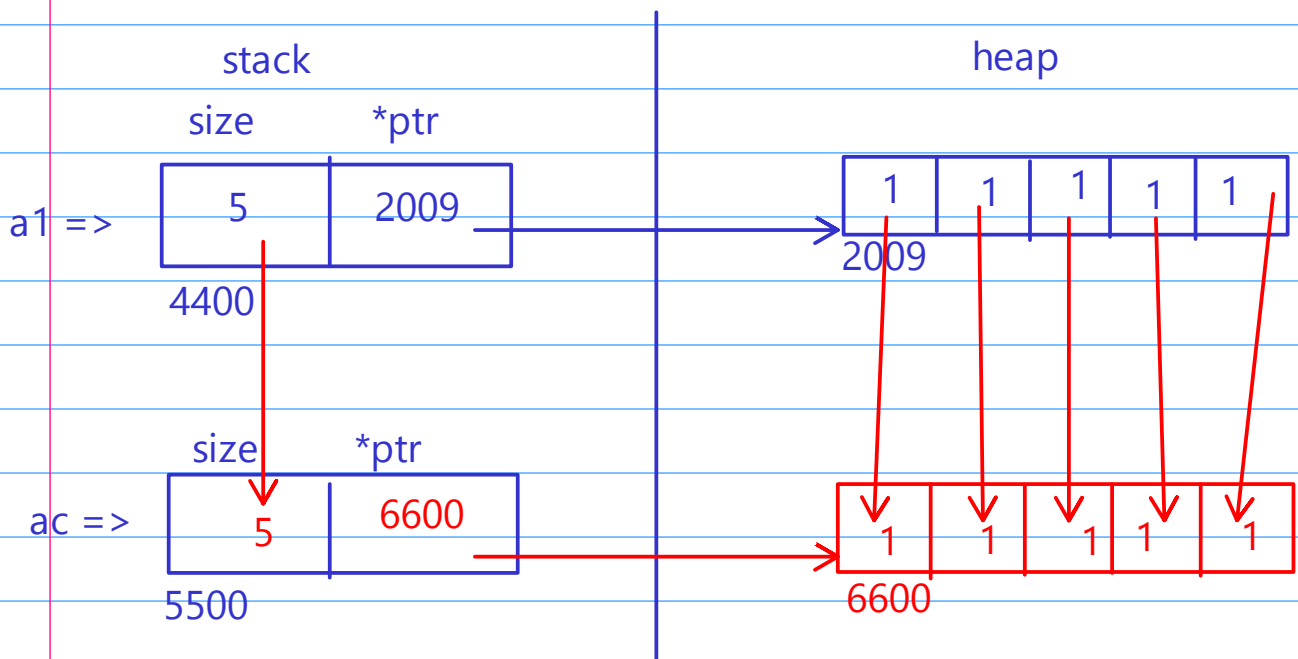 stack heap
size *ptr
a1 => 5 2009 1 1 1 1 1
2009
4400
size *ptr
ac => 5 6600 1 1 1 1 1
5500 6600